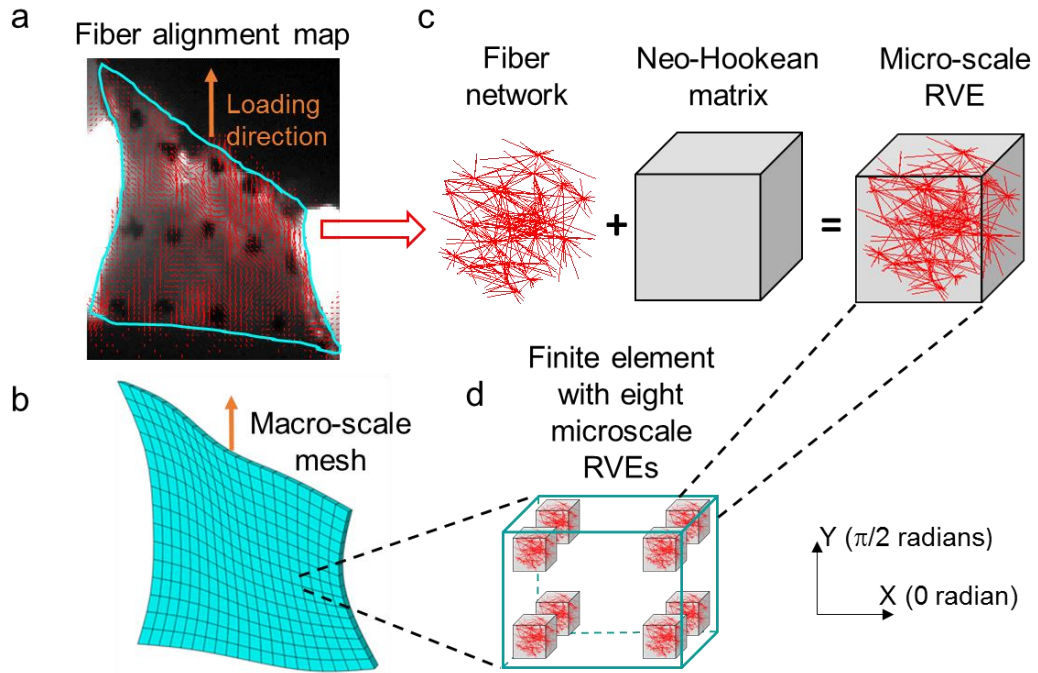 a
Fiber alignment map
Loading
direction
c
Fiber
network
Neo-Hookean
matrix
Micro-scale
RVE
+
=
b
Macro-scale
mesh
d
Finite element
with eight
microscale
RVEs
Y (π/2 radians)
X (0 radian)